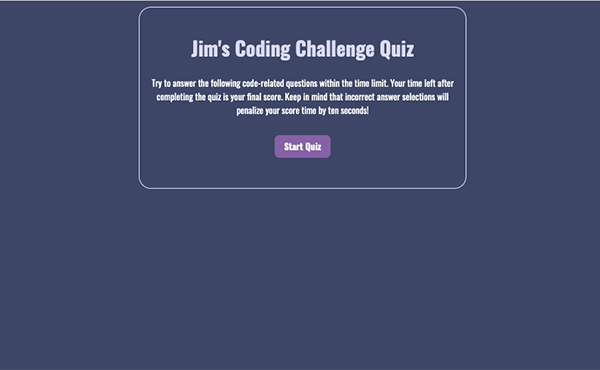 Jim's Coding Challenge Quiz
Try to answer the following code-related questions within the time limit. Your time left after
completing the quiz is your final score. Keep in mind that incorrect answer selections will
penalize your score time by ten seconds!
Start Quiz